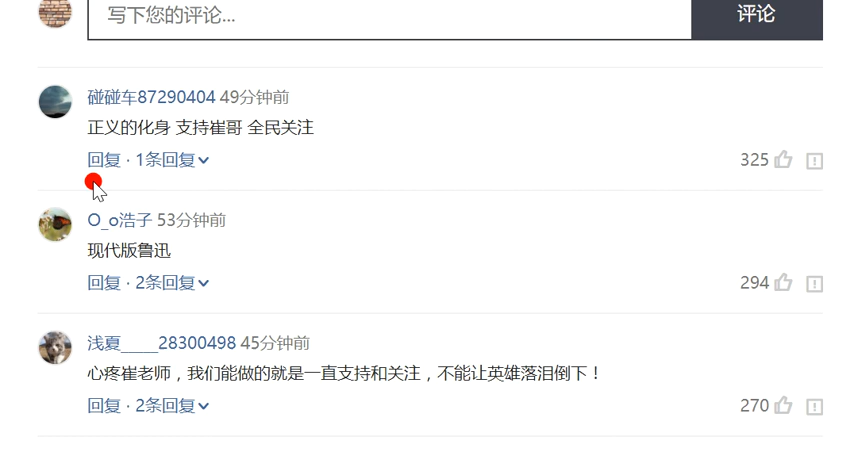 写下您的评论...
评论
碰碰车87290404 49分钟前
正义的化身 支持崔哥 全民关注
回复 · 1条回复
325
O_o浩子 53分钟前
现代版鲁迅
回复 · 2条回复
294
浅夏____28300498 45分钟前
心疼崔老师，我们能做的就是一直支持和关注，不能让英雄落泪倒下！
回复 · 2条回复
270